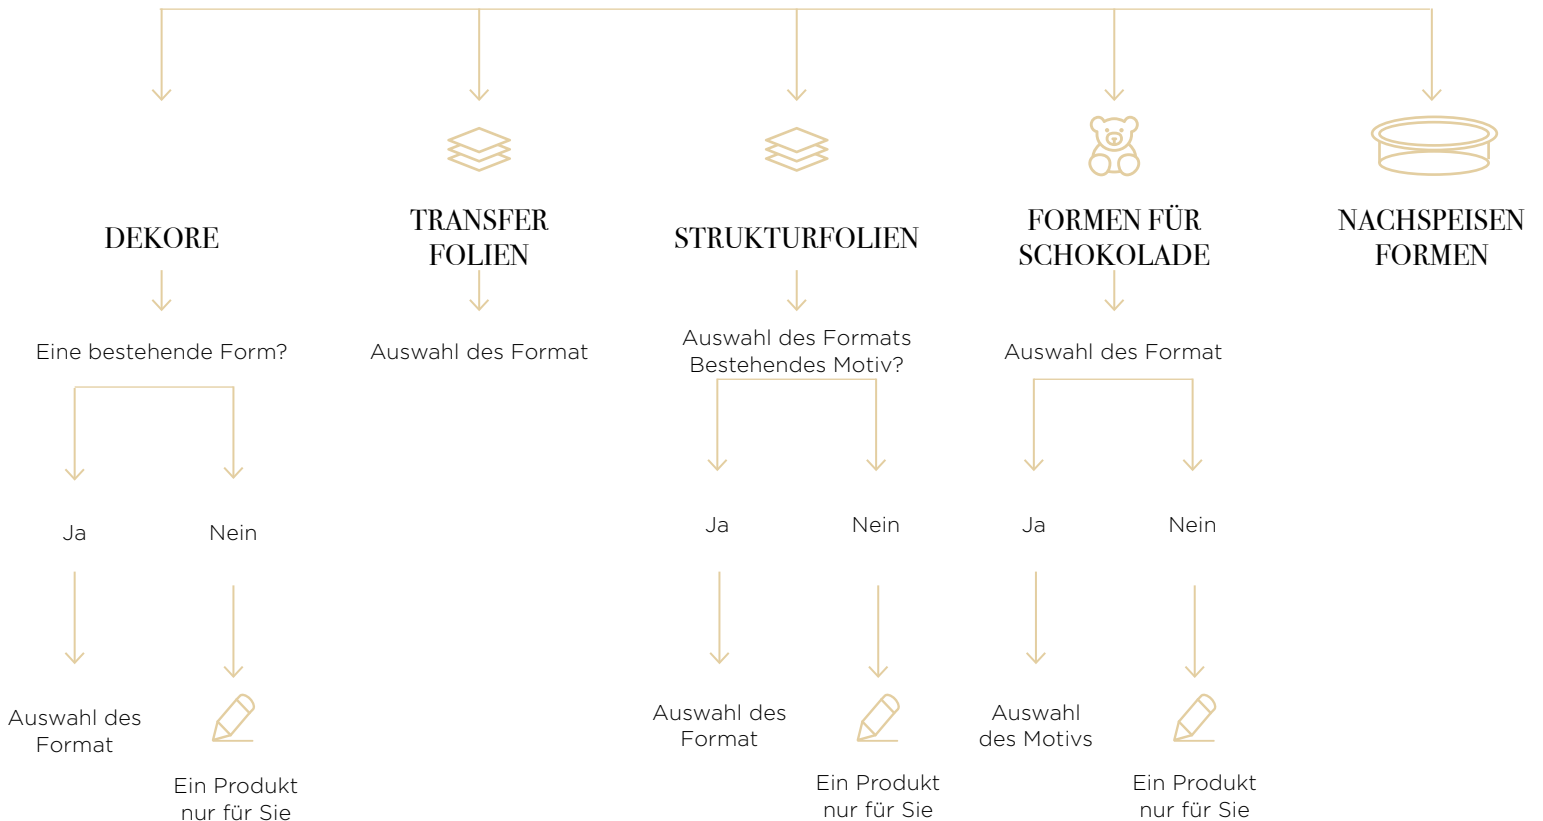 DEKORE
TRANSFER
FOLIEN
STRUKTURFOLIEN
FORMEN FÜR
SCHOKOLADE
NACHSPEISEN
FORMEN
Eine bestehende Form?
Auswahl des Format
Auswahl des Formats
Bestehendes Motiv?
Auswahl des Format
Ja
Nein
Ja
Nein
Ja
Nein
Auswahl des
Format
Ein Produkt
nur für Sie
Auswahl des
Format
Ein Produkt
nur für Sie
Auswahl
des Motivs
Ein Produkt
nur für Sie